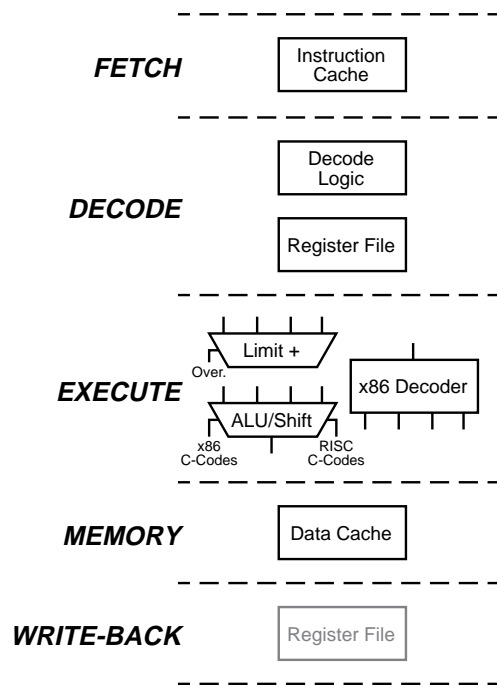 FETCH
Instruction
Cache
DECODE
Decode
Logic
Register File
EXECUTE
Limit +
Over.
x86 Decoder
ALU/Shift
x86
C-Codes
RISC
C-Codes
MEMORY
Data Cache
WRITE-BACK
Register File